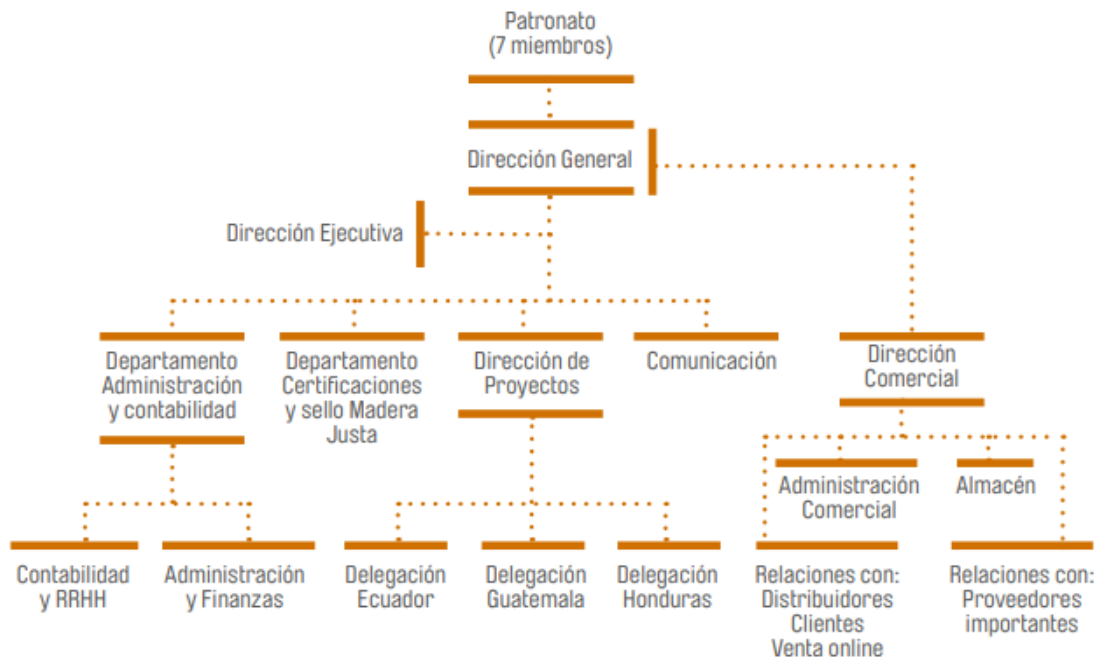 Patronato
(7 miembros)
Dirección General
Dirección Ejecutiva
Departamento
Administración
y contabilidad
Departamento
Certificaciones
y sello Madera
Justa
Dirección de
Proyectos
Comunicación
Dirección
Comercial
Administración
Comercial
Almacén
Contabilidad
y RRHH
Administración
y Finanzas
Delegación
Ecuador
Delegación
Guatemala
Delegación
Honduras
Relaciones con:
Distribuidores
Clientes
Venta online
Relaciones con:
Proveedores
importantes